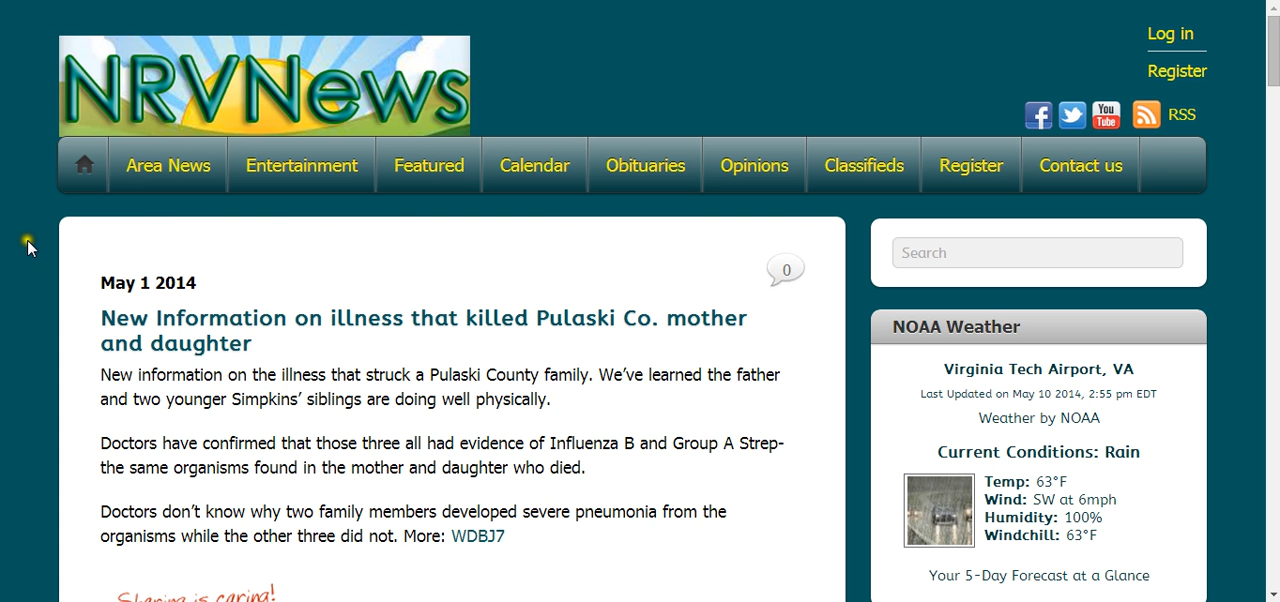 NRVNews
Log in
Register
You Tube
RSS
Area News
Entertainment
Featured
Calendar
Obituaries
Opinions
Classifieds
Register
Contact us
May 1 2014
0
New Information on illness that killed Pulaski Co. mother
and daughter
New information on the illness that struck a Pulaski County family. We've learned the father
and two younger Simpkins' siblings are doing well physically.
Doctors have confirmed that those three all had evidence of Influenza B and Group A Strep-
the same organisms found in the mother and daughter who died.
Doctors don't know why two family members developed severe pneumonia from the
organisms while the other three did not. More: WDBJ7
Sharing is caring!
Search
NOAA Weather
Virginia Tech Airport, VA
Last Updated on May 10 2014, 2:55 pm EDT
Weather by NOAA
Current Conditions: Rain
Temp: 63°F
Wind: SW at 6mph
Humidity: 100%
Windchill: 63°F
Your 5-Day Forecast at a Glance